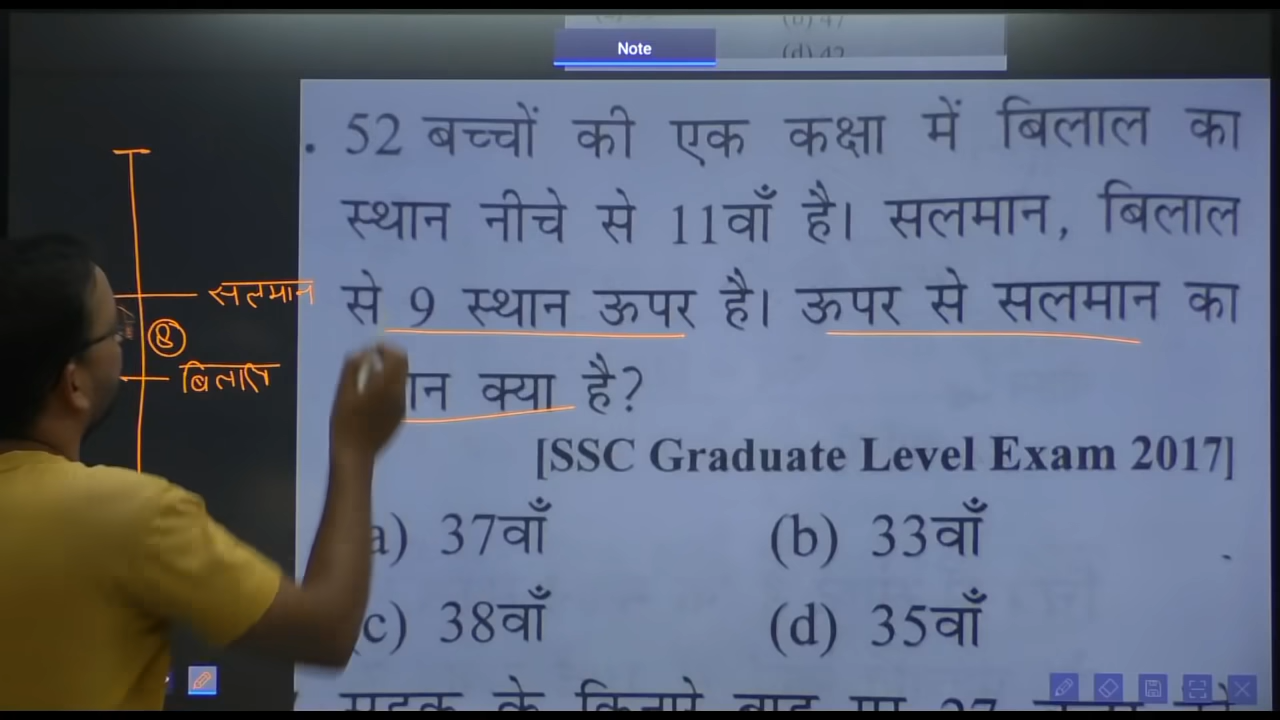 Note
(d) 42
. 52 बच्चों की एक कक्षा में बिलाल का
स्थान नीचे से 11वाँ है। सलमान, बिलाल
से 9 स्थान ऊपर है। ऊपर से सलमान का
क्या है?
[SSC Graduate Level Exam 2017]
a) 37वाँ (b) 33वाँ
c) 38वाँ (d) 35वाँ
सलमान
8
बिलाल